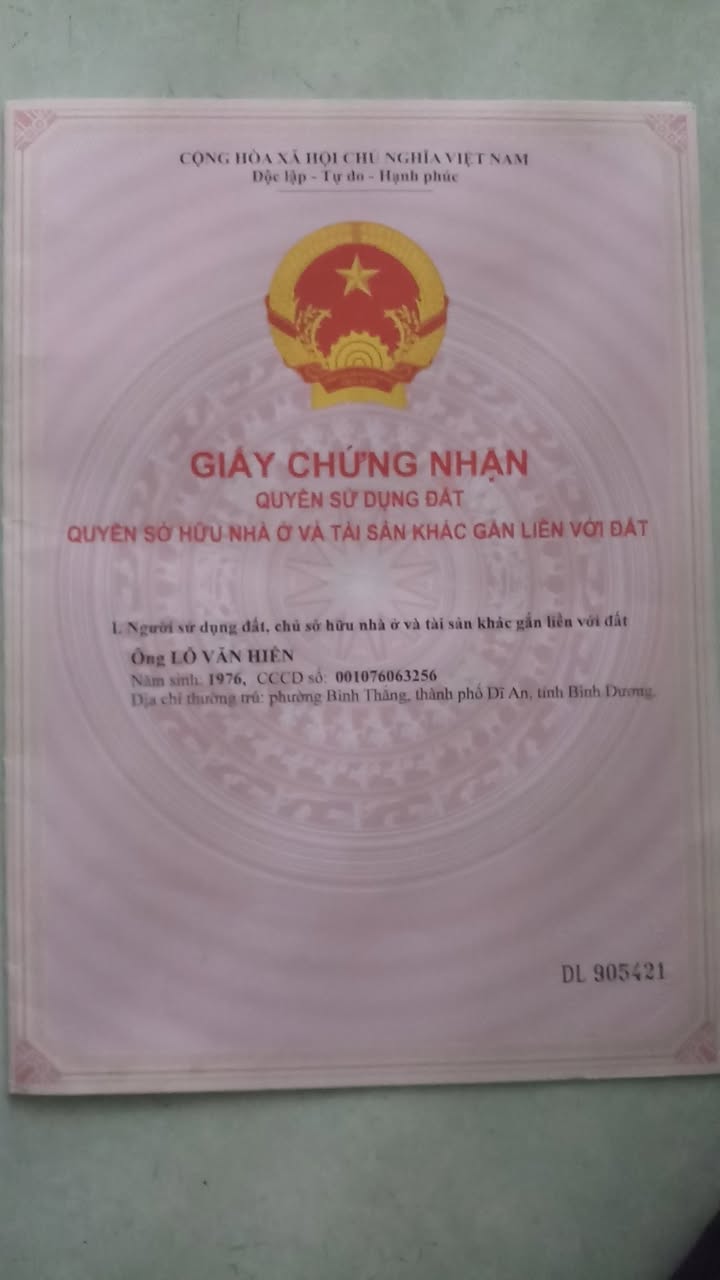 CỘNG HÒA XÃ HỘI CHỦ NGHĨA VIỆT NAM
Độc lập - Tự do - Hạnh phúc
GIẤY CHỨNG NHẬN
QUYỀN SỬ DỤNG ĐẤT
QUYỀN SỞ HỮU NHÀ Ở VÀ TÀI SẢN KHÁC GẮN LIỀN VỚI ĐẤT
I. Người sử dụng đất, chủ sở hữu nhà ở và tài sản khác gắn liền với đất
Ông VĂN
Năm sinh: 1976, CCCD số: 001076063256
Địa chỉ thường trú: phường Bình Thắng, thành phố Dĩ An, tỉnh Bình Dương.
DL 905421